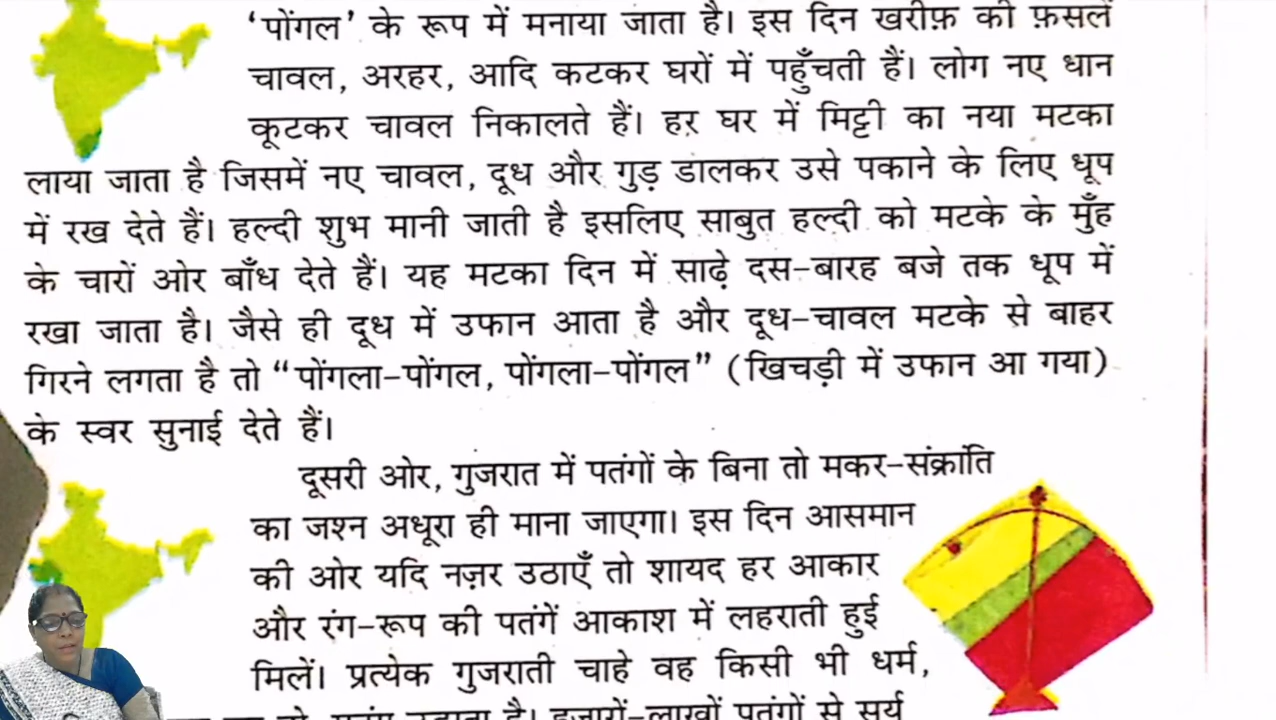 ‘पोंगल’ के रूप में मनाया जाता है। इस दिन खरीफ़ की फ़सलें
चावल, अरहर, आदि कटकर घरों में पहुँचती हैं। लोग नए धान
कूटकर चावल निकालते हैं। हर घर में मिट्टी का नया मटका
लाया जाता है जिसमें नए चावल, दूध और गुड़ डालकर उसे पकाने के लिए धूप
में रख देते हैं। हल्दी शुभ मानी जाती है इसलिए साबुत हल्दी को मटके के मुँह
के चारों ओर बाँध देते हैं। यह मटका दिन में साढ़े दस-बारह बजे तक धूप में
रखा जाता है। जैसे ही दूध में उफान आता है और दूध-चावल मटके से बाहर
गिरने लगता है तो “पोंगला-पोंगल, पोंगला-पोंगल” (खिचड़ी में उफान आ गया)
के स्वर सुनाई देते हैं।
दूसरी ओर, गुजरात में पतंगों के बिना तो मकर-संक्रांति
का जश्न अधूरा ही माना जाएगा। इस दिन आसमान
की ओर यदि नज़र उठाएँ तो शायद हर आकार
और रंग-रूप की पतंगें आकाश में लहराती हुई
मिलें। प्रत्येक गुजराती चाहे वह किसी भी धर्म,
है। हजारों-लाखों पतंगों से सूर्य